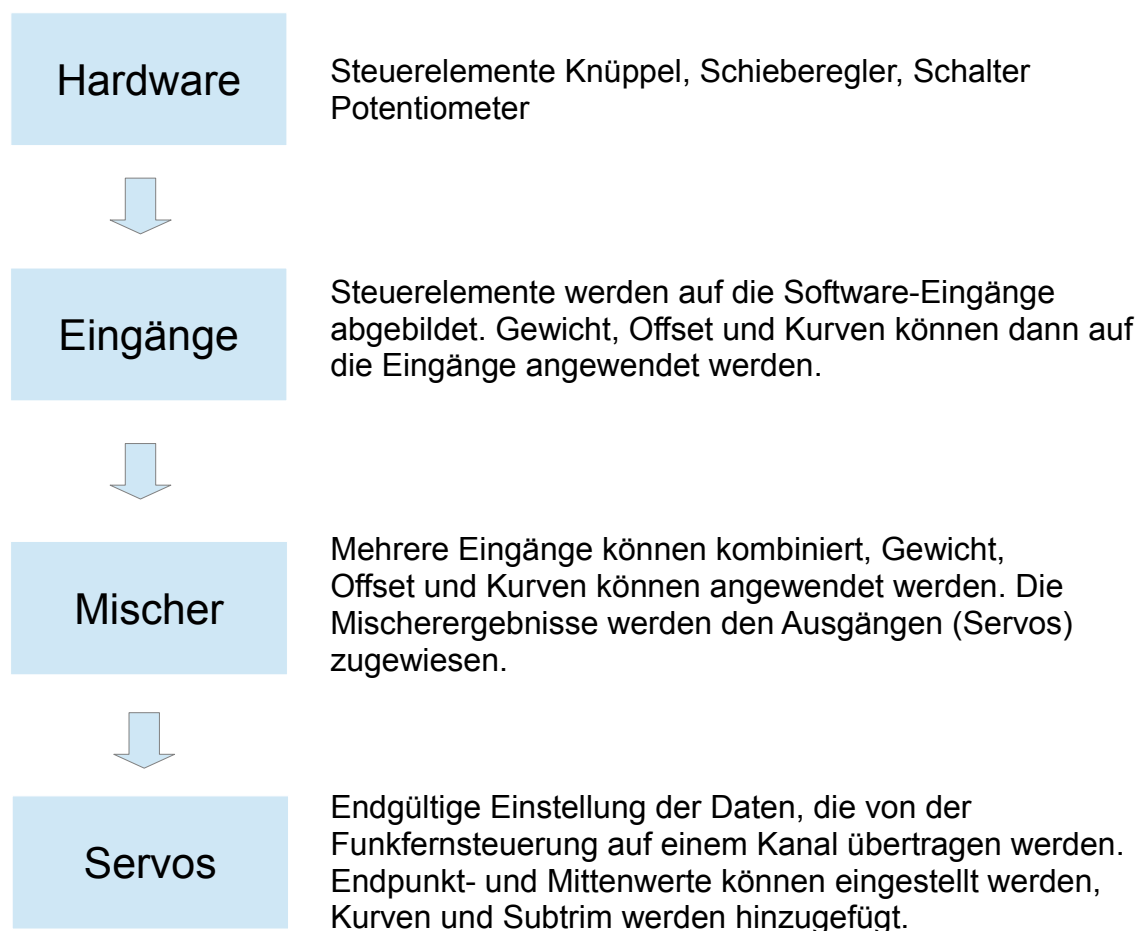 Hardware
Steuerelemente Knüppel, Schieberegler, Schalter
Potentiometer
Eingänge
Steuerelemente werden auf die Software-Eingänge
abgebildet. Gewicht, Offset und Kurven können dann auf
die Eingänge angewendet werden.
Mischer
Mehrere Eingänge können kombiniert, Gewicht,
Offset und Kurven können angewendet werden. Die
Mischerergebnisse werden den Ausgängen (Servos)
zugewiesen.
Servos
Endgültige Einstellung der Daten, die von der
Funkfernsteuerung auf einem Kanal übertragen werden.
Endpunkt- und Mittenwerte können eingestellt werden,
Kurven und Subtrim werden hinzugefügt.